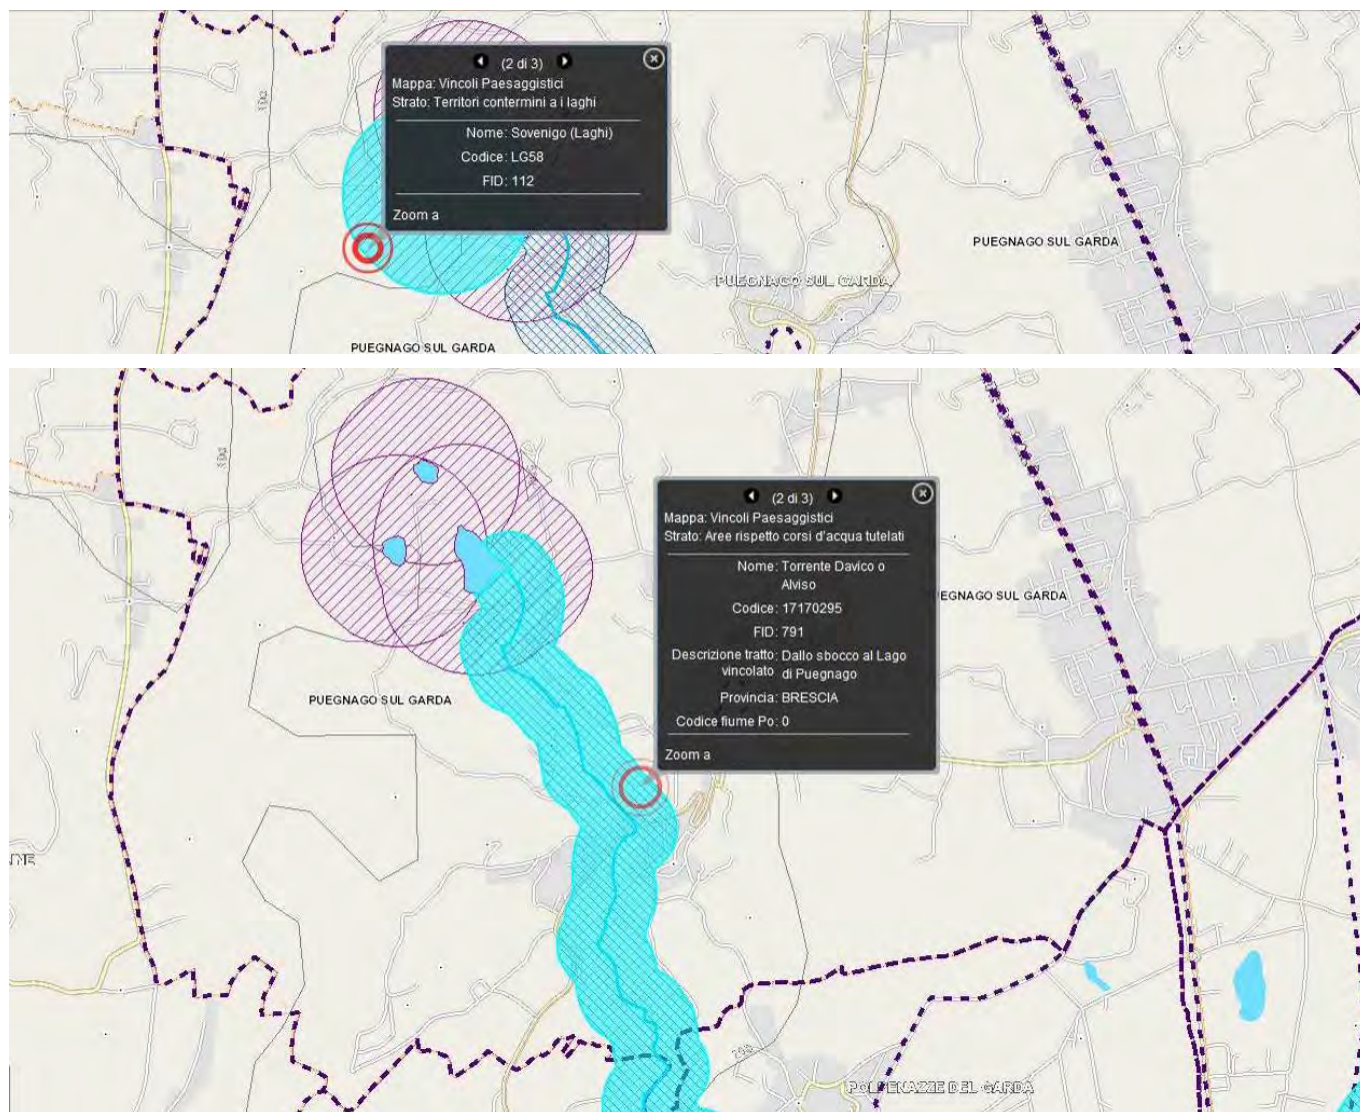 (2 di 3)
Mappa: Vincoli Paesaggistici
Strato: Territori contermini a i laghi
Nome: Sovenigo (Laghi)
Codice: LG58
FID: 112
Zoom a
PUEGNAGO SUL GARDA
PUEGNAGO SUL GARDA
PUEGNAGO SUL GARDA
(2 di 3)
Mappa: Vincoli Paesaggistici
Strato: Aree rispetto corsi d'acqua tutelati
Nome: Torrente Davico o
Alviso
Codice: 17170295
FID: 791
Descrizione tratto: Dallo sbocco al Lago
vincolato di Puegnago
Provincia: BRESCIA
Codice fiume Po: 0
Zoom a
EGNAGO SUL GARDA
PUEGNAGO SUL GARDA
POLPENAZZE DEL GARDA